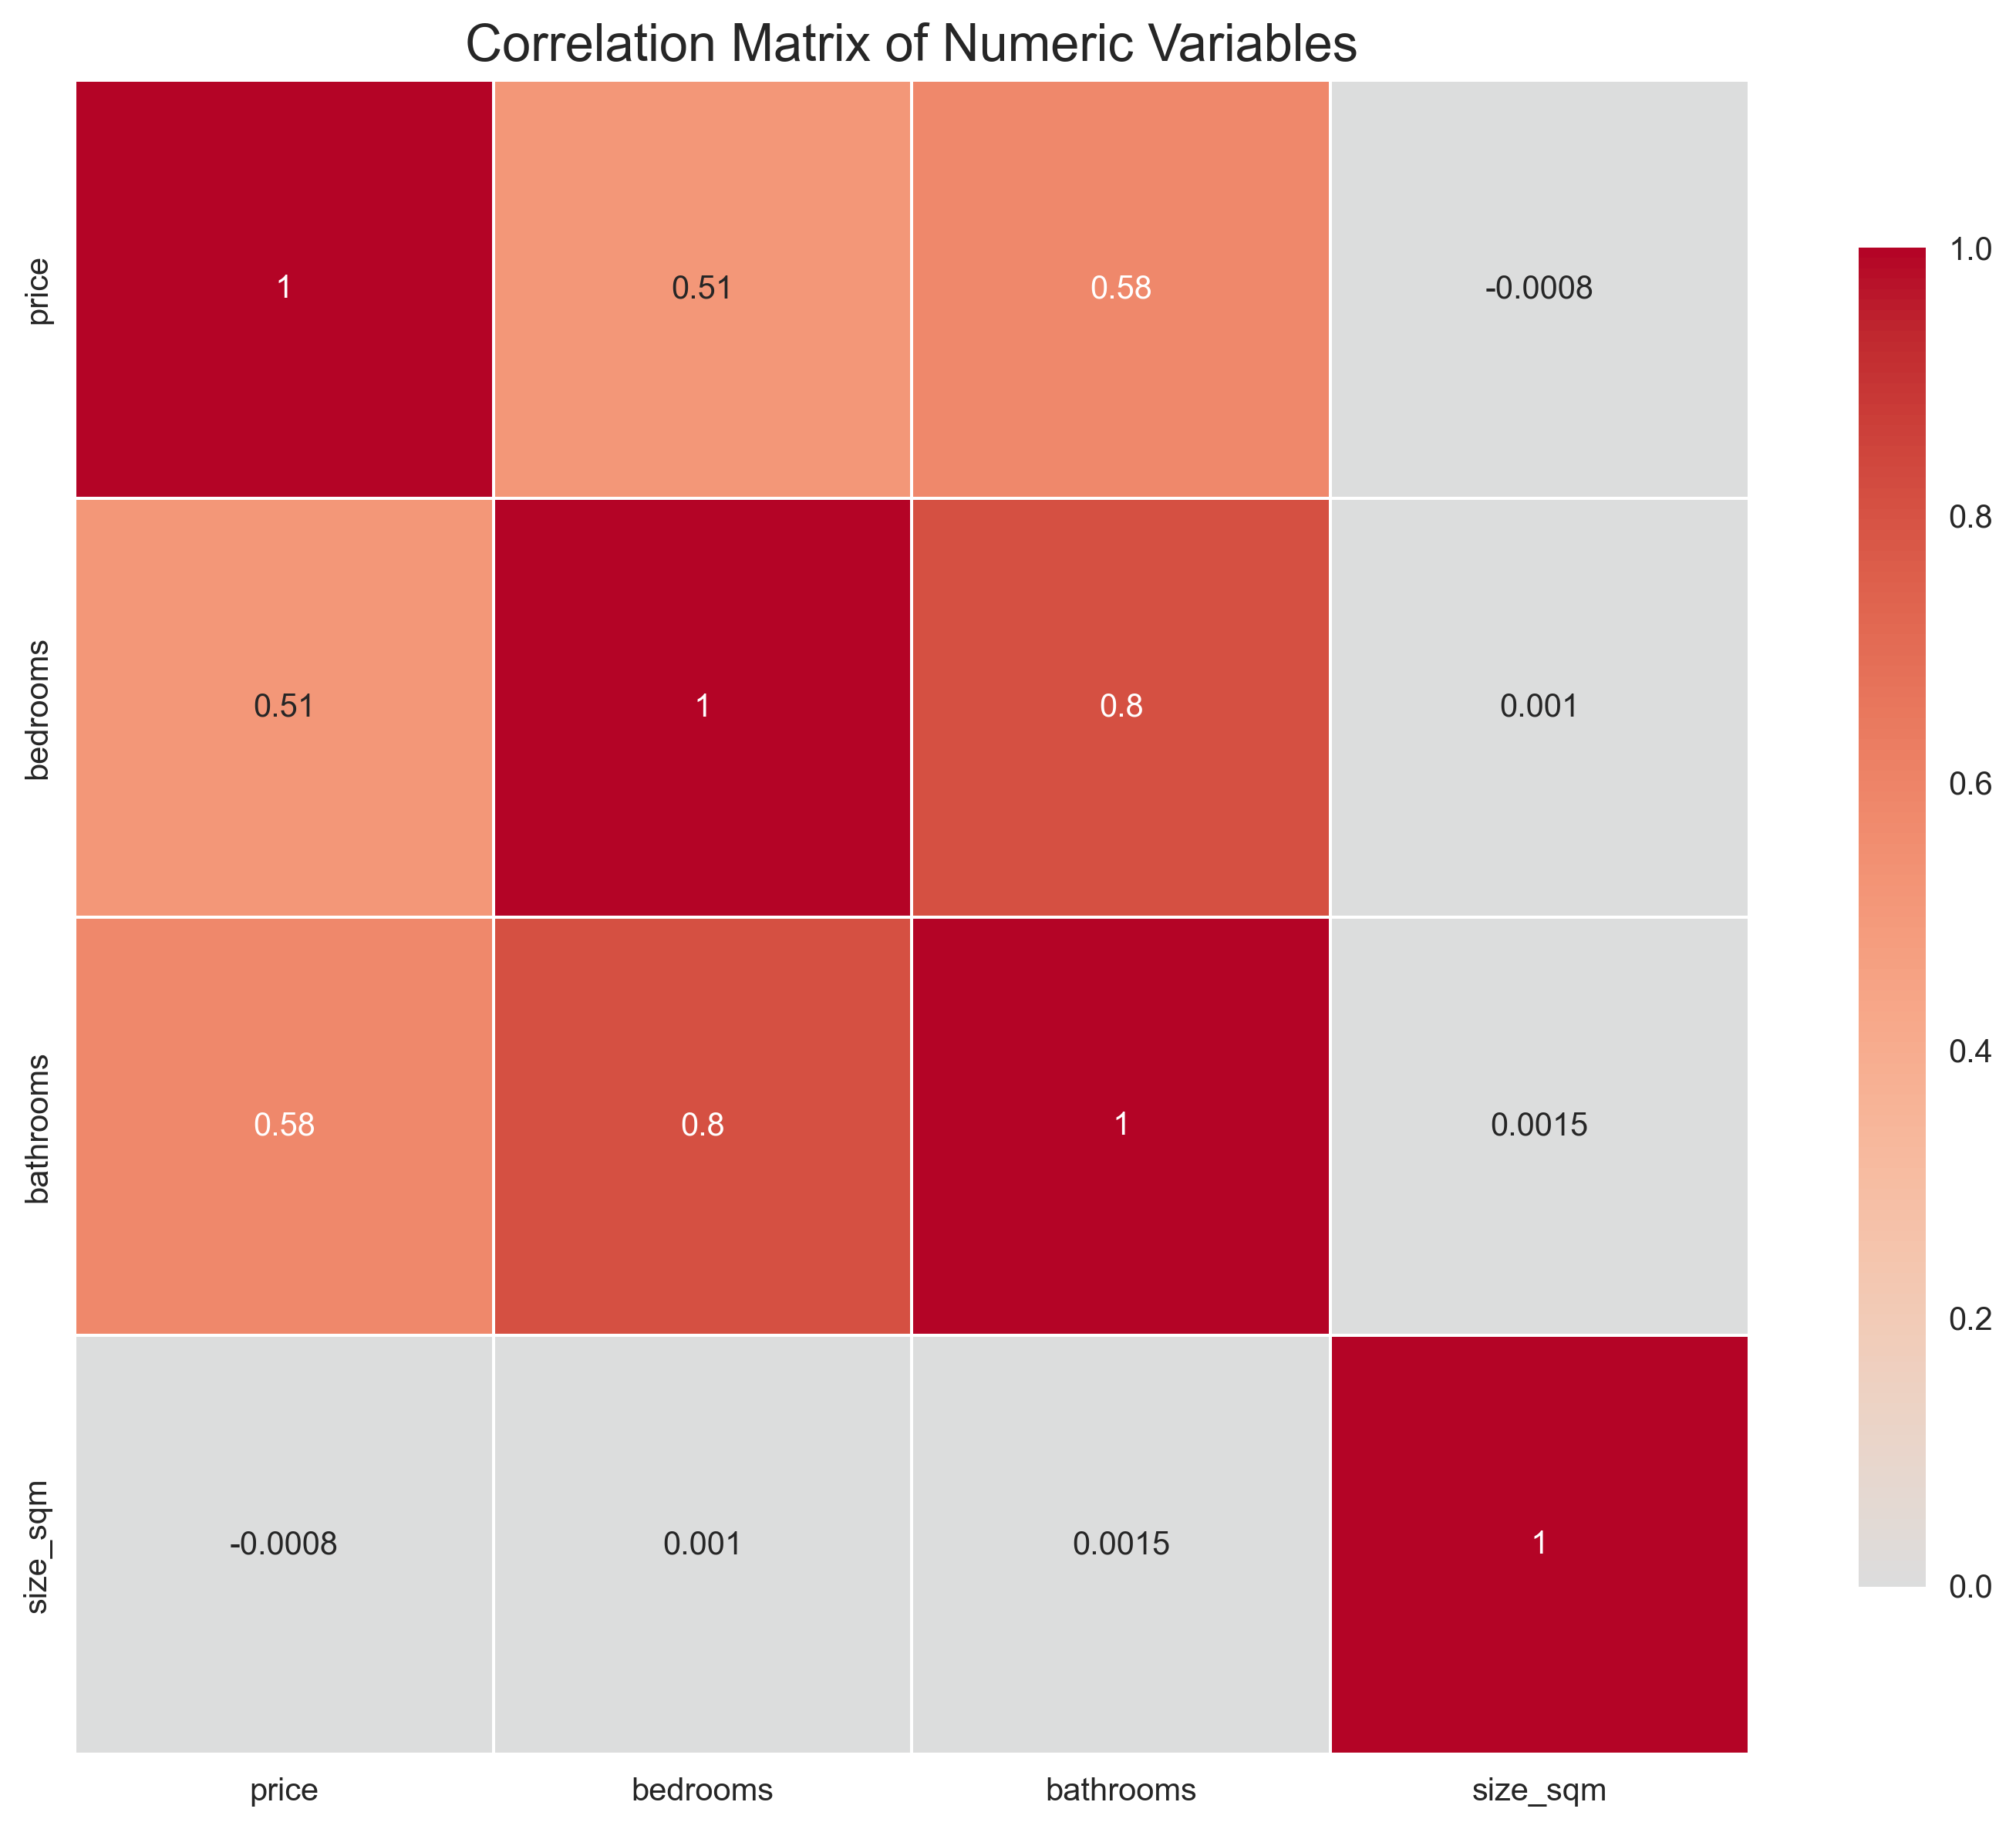 Correlation Matrix of Numeric Variables
price
1
0.51
0.58
-0.0008
bedrooms
0.51
1
0.8
0.001
bathrooms
0.58
0.8
1
0.0015
size_sqm
-0.0008
0.001
0.0015
1
price
bedrooms
bathrooms
size_sqm
1.0
0.8
0.6
0.4
0.2
0.0